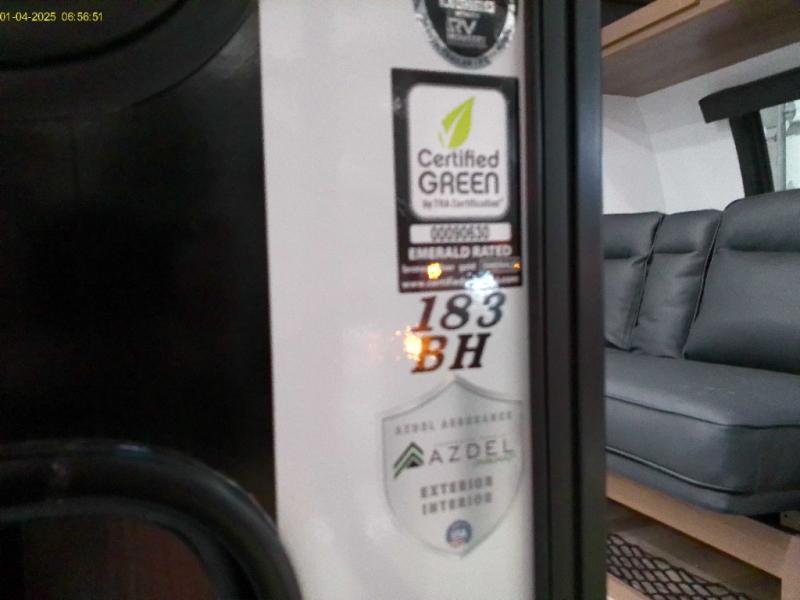 01-04-2025 06:56:51
RV
Certified
GREEN
by TRA Certification
00090630
EMERALD RATED
183
BH
AZDEL ASSURANCE
AZDEL
EXTERIOR
INTERIOR